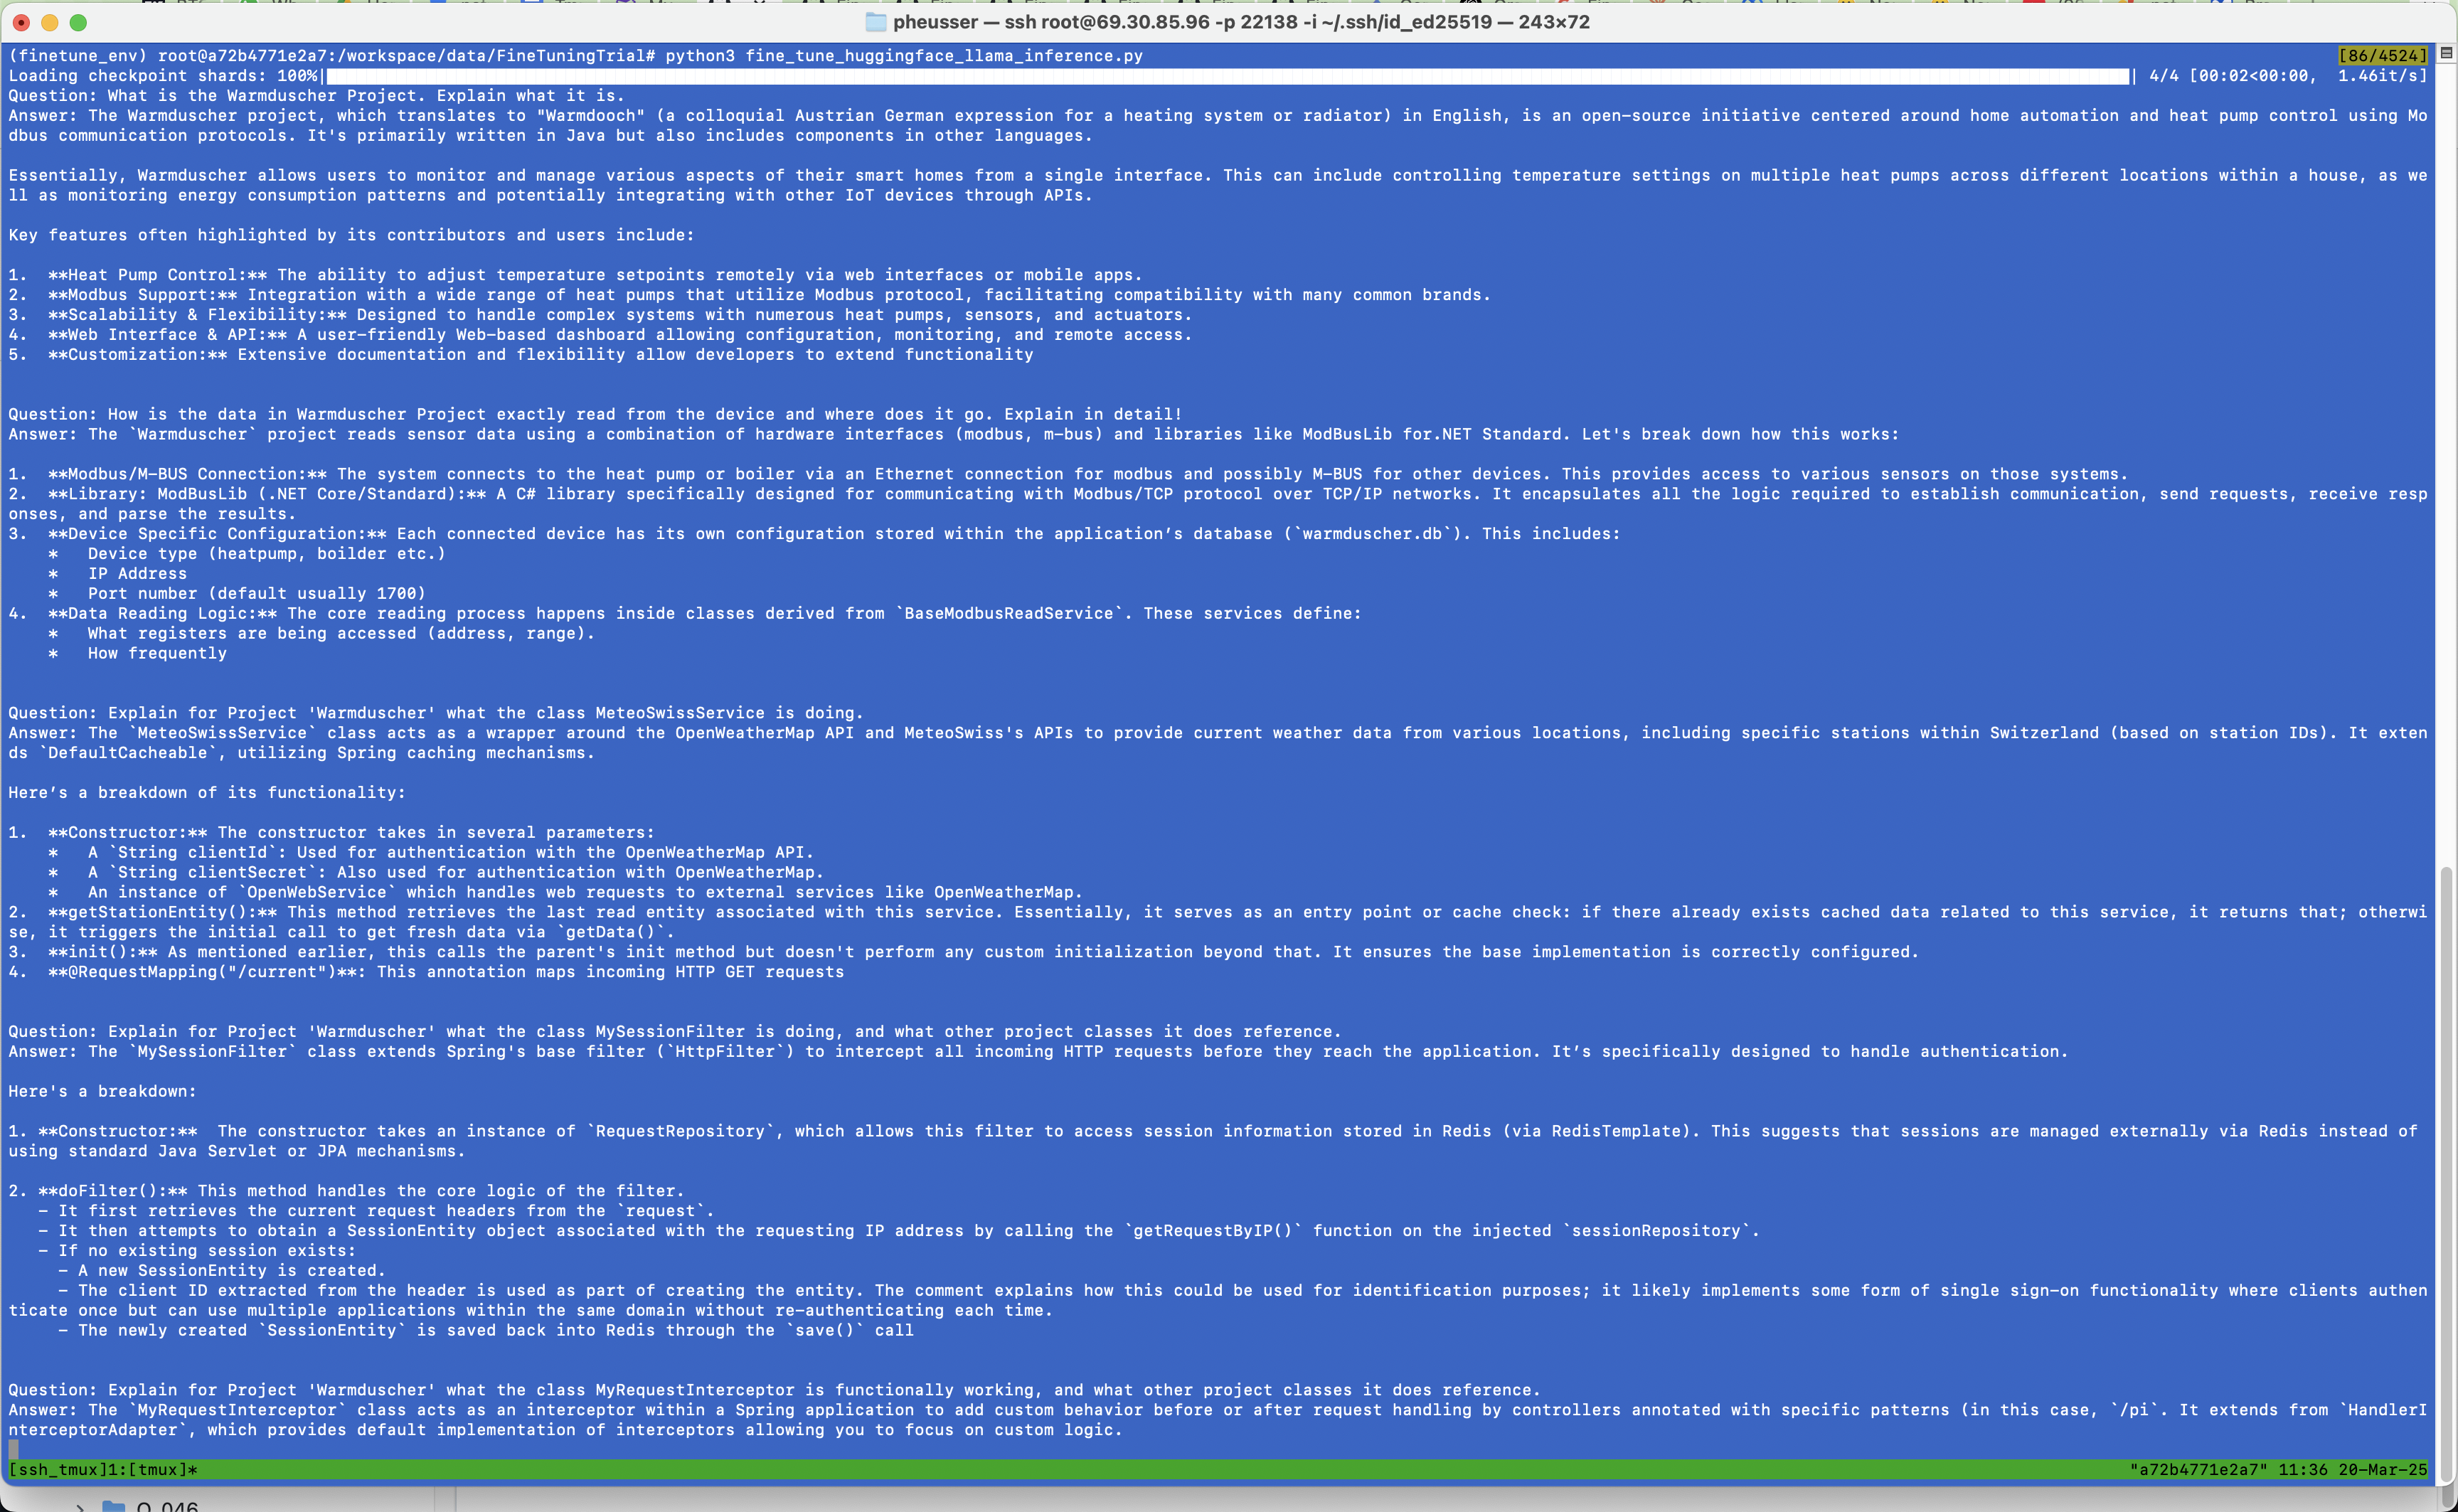 pheusser — ssh root@69.30.85.96 -p 22138 -i ~/.ssh/id_ed25519 — 243×72
(finetune_env) root@a72b4771e2a7:/workspace/data/FineTuningTrial# python3 fine_tune_huggingface_llama_inference.py [86/4524]
Loading checkpoint shards: 100%| | 4/4 [00:02<00:00, 1.46it/s]
Question: What is the Warmduscher Project. Explain what it is.
Answer: The Warmduscher project, which translates to "Warmdooch" (a colloquial Austrian German expression for a heating system or radiator) in English, is an open-source initiative centered around home automation and heat pump control using Mo
dbus communication protocols. It's primarily written in Java but also includes components in other languages.
Essentially, Warmduscher allows users to monitor and manage various aspects of their smart homes from a single interface. This can include controlling temperature settings on multiple heat pumps across different locations within a house, as we
ll as monitoring energy consumption patterns and potentially integrating with other IoT devices through APIs.
Key features often highlighted by its contributors and users include:
1.  **Heat Pump Control:** The ability to adjust temperature setpoints remotely via web interfaces or mobile apps.
2.  **Modbus Support:** Integration with a wide range of heat pumps that utilize Modbus protocol, facilitating compatibility with many common brands.
3.  **Scalability & Flexibility:** Designed to handle complex systems with numerous heat pumps, sensors, and actuators.
4.  **Web Interface & API:** A user-friendly Web-based dashboard allowing configuration, monitoring, and remote access.
5.  **Customization:** Extensive documentation and flexibility allow developers to extend functionality
Question: How is the data in Warmduscher Project exactly read from the device and where does it go. Explain in detail!
Answer: The `Warmduscher` project reads sensor data using a combination of hardware interfaces (modbus, m-bus) and libraries like ModBusLib for.NET Standard. Let's break down how this works:
1.  **Modbus/M-BUS Connection:** The system connects to the heat pump or boiler via an Ethernet connection for modbus and possibly M-BUS for other devices. This provides access to various sensors on those systems.
2.  **Library: ModBusLib (.NET Core/Standard):** A C# library specifically designed for communicating with Modbus/TCP protocol over TCP/IP networks. It encapsulates all the logic required to establish communication, send requests, receive resp
onses, and parse the results.
3.  **Device Specific Configuration:** Each connected device has its own configuration stored within the application’s database (`warmduscher.db`). This includes:
    *   Device type (heatpump, boilder etc.)
    *   IP Address
    *   Port number (default usually 1700)
4.  **Data Reading Logic:** The core reading process happens inside classes derived from `BaseModbusReadService`. These services define:
    *   What registers are being accessed (address, range).
    *   How frequently
Question: Explain for Project 'Warmduscher' what the class MeteoSwissService is doing.
Answer: The `MeteoSwissService` class acts as a wrapper around the OpenWeatherMap API and MeteoSwiss's APIs to provide current weather data from various locations, including specific stations within Switzerland (based on station IDs). It exten
ds `DefaultCacheable`, utilizing Spring caching mechanisms.
Here’s a breakdown of its functionality:
1.  **Constructor:** The constructor takes in several parameters:
    *   A `String clientId`: Used for authentication with the OpenWeatherMap API.
    *   A `String clientSecret`: Also used for authentication with OpenWeatherMap.
    *   An instance of `OpenWebService` which handles web requests to external services like OpenWeatherMap.
2.  **getStationEntity():** This method retrieves the last read entity associated with this service. Essentially, it serves as an entry point or cache check: if there already exists cached data related to this service, it returns that; otherwi
se, it triggers the initial call to get fresh data via `getData()`.
3.  **init():** As mentioned earlier, this calls the parent's init method but doesn't perform any custom initialization beyond that. It ensures the base implementation is correctly configured.
4.  **@RequestMapping("/current")**: This annotation maps incoming HTTP GET requests
Question: Explain for Project 'Warmduscher' what the class MySessionFilter is doing, and what other project classes it does reference.
Answer: The `MySessionFilter` class extends Spring's base filter (`HttpFilter`) to intercept all incoming HTTP requests before they reach the application. It’s specifically designed to handle authentication.
Here's a breakdown:
1. **Constructor:**  The constructor takes an instance of `RequestRepository`, which allows this filter to access session information stored in Redis (via RedisTemplate). This suggests that sessions are managed externally via Redis instead of
using standard Java Servlet or JPA mechanisms.
2. **doFilter():** This method handles the core logic of the filter.
   – It first retrieves the current request headers from the `request`.
   – It then attempts to obtain a SessionEntity object associated with the requesting IP address by calling the `getRequestByIP()` function on the injected `sessionRepository`.
   – If no existing session exists:
     – A new SessionEntity is created.
     – The client ID extracted from the header is used as part of creating the entity. The comment explains how this could be used for identification purposes; it likely implements some form of single sign-on functionality where clients authen
ticate once but can use multiple applications within the same domain without re-authenticating each time.
     – The newly created `SessionEntity` is saved back into Redis through the `save()` call
Question: Explain for Project 'Warmduscher' what the class MyRequestInterceptor is functionally working, and what other project classes it does reference.
Answer: The `MyRequestInterceptor` class acts as an interceptor within a Spring application to add custom behavior before or after request handling by controllers annotated with specific patterns (in this case, `/pi`. It extends from `HandlerI
nterceptorAdapter`, which provides default implementation of interceptors allowing you to focus on custom logic.
[ssh_tmux]1:[tmux]* "a72b4771e2a7" 11:36 20-Mar-25